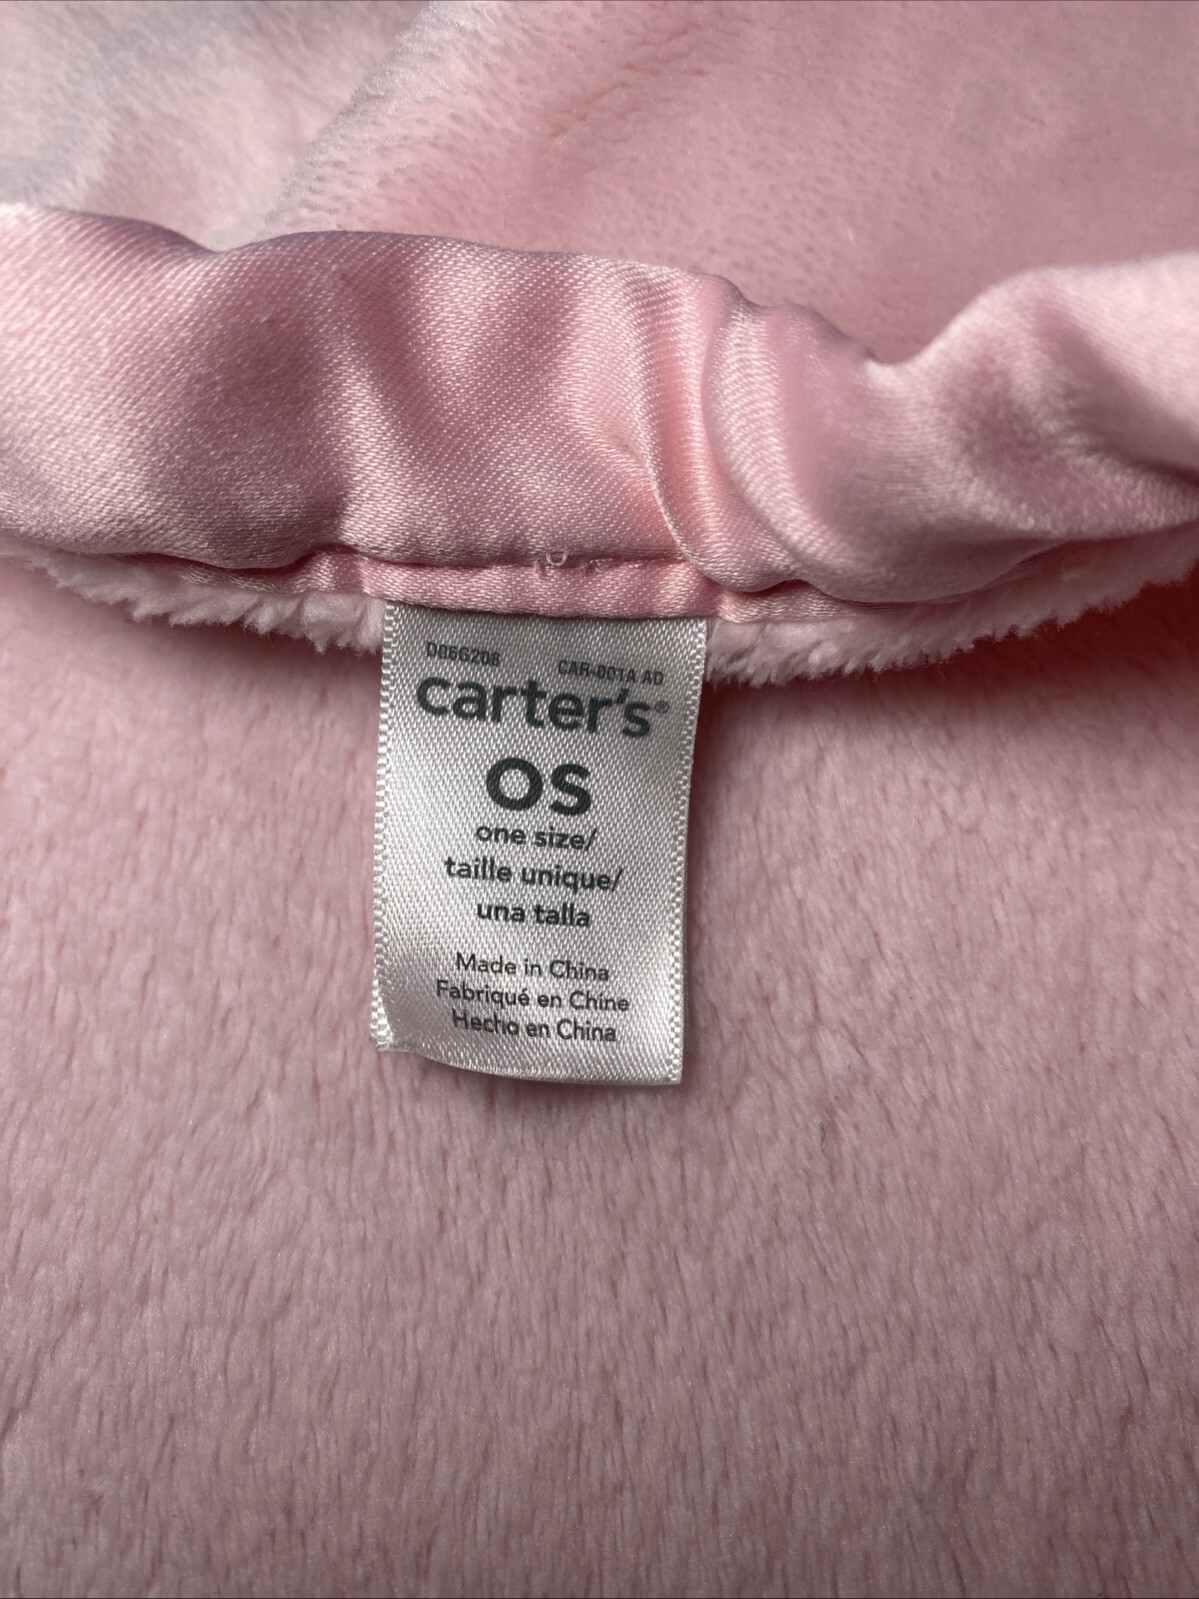 D06G206 CAR-001A AD
carter's®
OS
one size/
taille unique/
una talla
Made in China
Fabriqué en Chine
Hecho en China